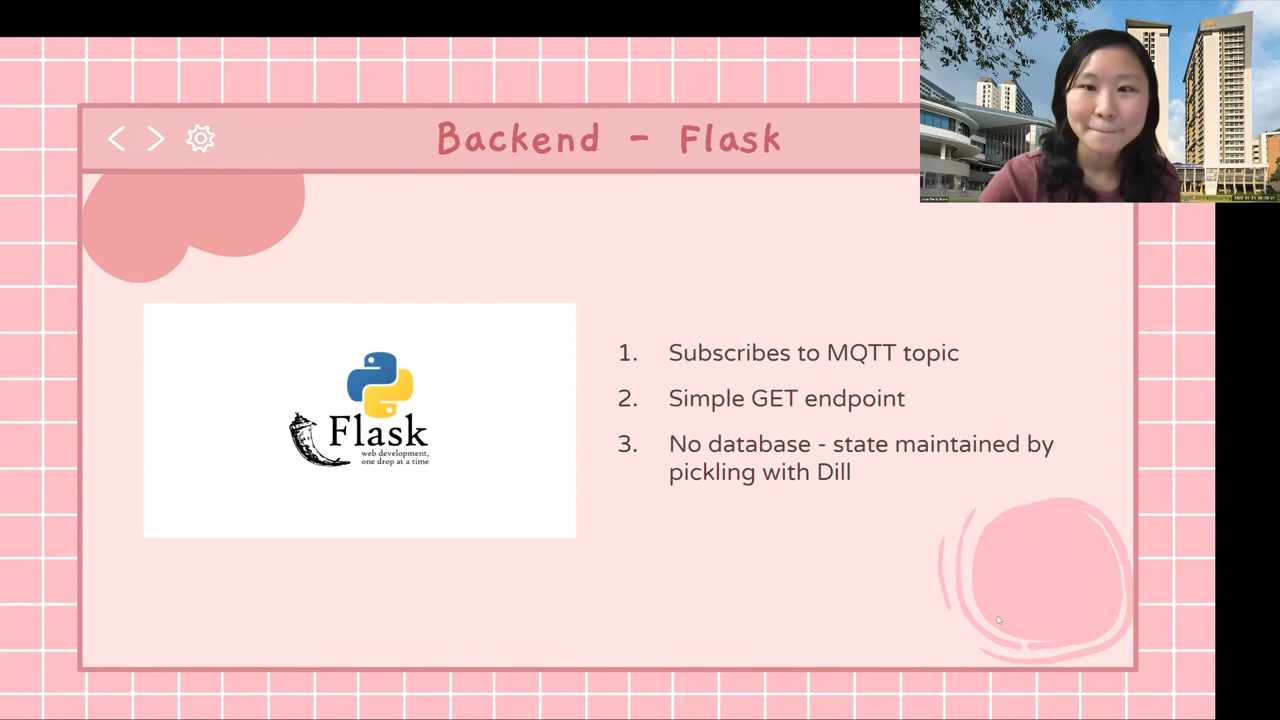 Backend - Flask
Flask
web development,
one drop at a time
1. Subscribes to MQTT topic
2. Simple GET endpoint
3. No database - state maintained by
pickling with Dill